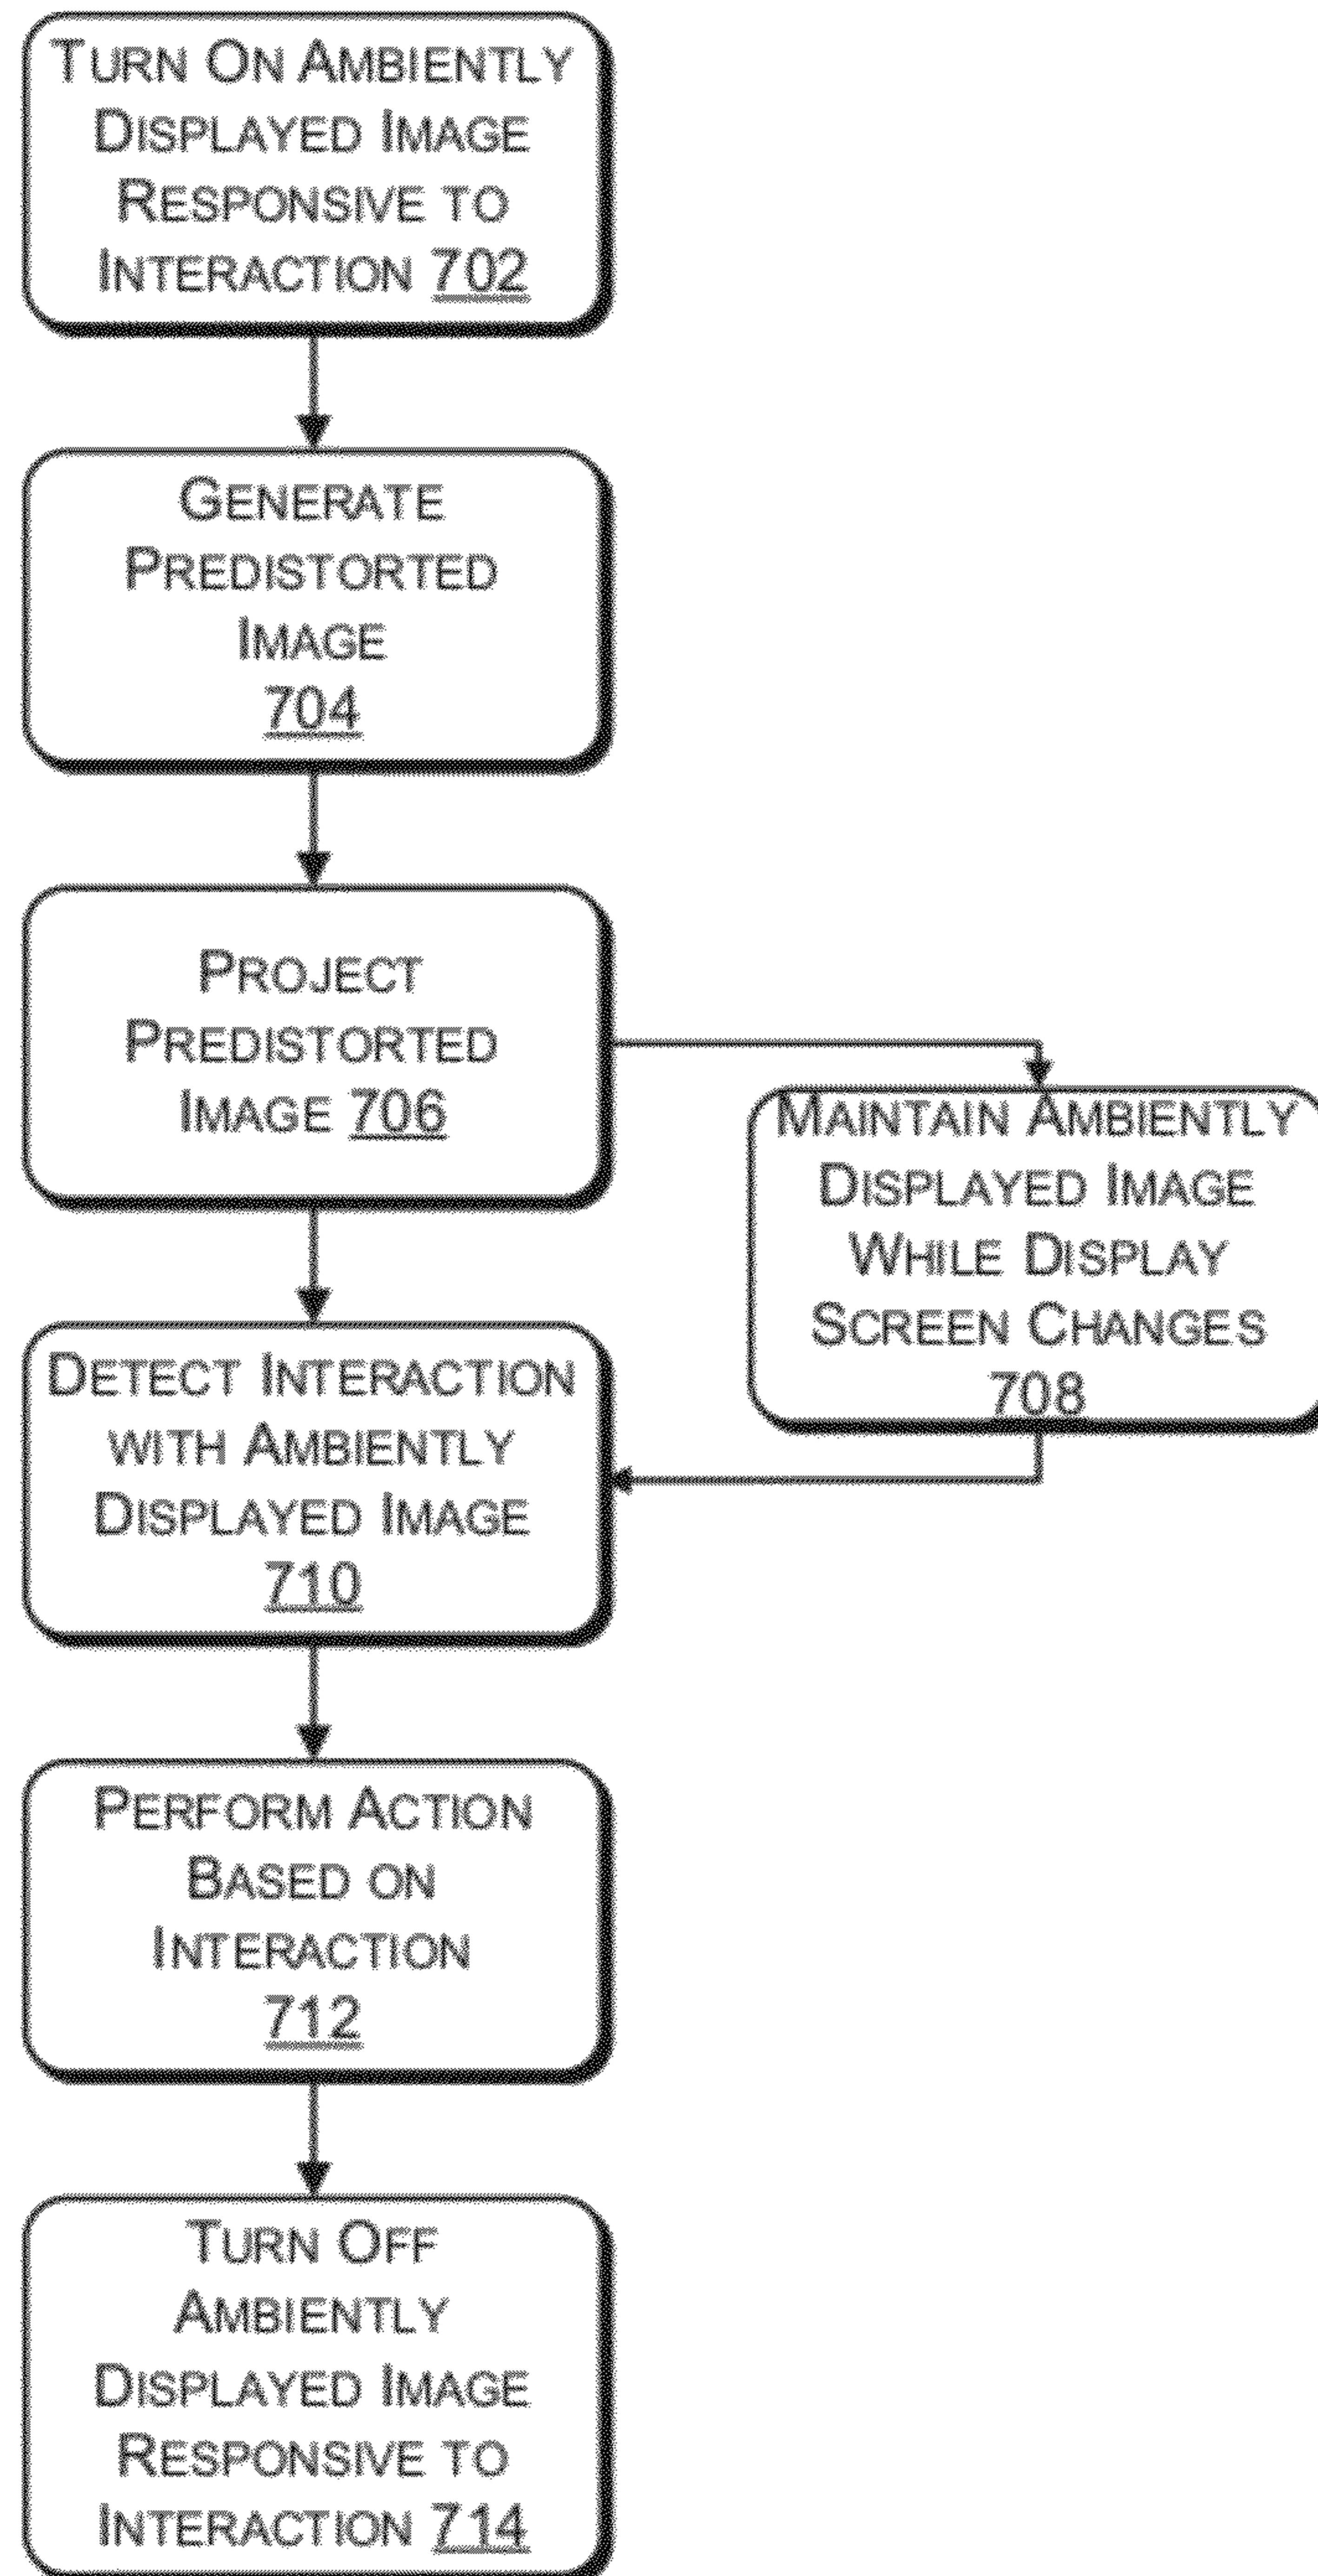 TURN ON AMBIENTLY
DISPLAYED IMAGE
RESPONSIVE TO
INTERACTION 702
GENERATE
PREDISTORTED
IMAGE
704
PROJECT
PREDISTORTED
IMAGE 706
MAINTAIN AMBIENTLY
DISPLAYED IMAGE
WHILE DISPLAY
SCREEN CHANGES
708
DETECT INTERACTION
WITH AMBIENTLY
DISPLAYED IMAGE
710
PERFORM ACTION
BASED ON
INTERACTION
712
TURN OFF
AMBIENTLY
DISPLAYED IMAGE
RESPONSIVE TO
INTERACTION 714